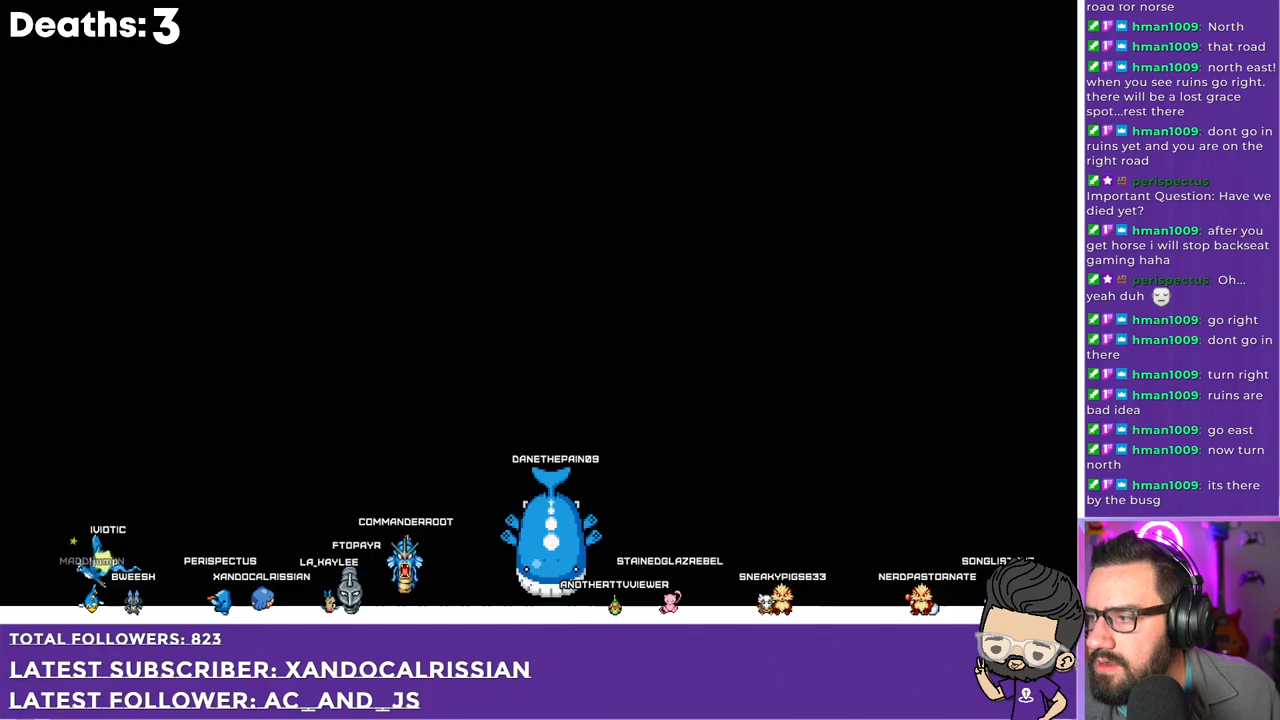 Deaths: 3
road for norse
hman1009: North
hman1009: that road
hman1009: north east!
when you see ruins go right.
there will be a lost grace
spot...rest there
hman1009: dont go in
ruins yet and you are on the
right road
perispectus
Important Question: Have we
died yet?
hman1009: after you
get horse i will stop backseat
gaming haha
perispectus: Oh...
yeah duh
hman1009: go right
hman1009: dont go in
there
hman1009: turn right
hman1009: ruins are
bad idea
hman1009: go east
hman1009: now turn
north
hman1009: its there
by the busg
DANETHEPAIN09
COMMANDERROOT
IVIOTIC
FTOPAYR
PERISPECTUS
LA_KAYLEE
STAINEDGLAZREBEL
BWEESH
XANDOCALRISSIAN
ANOTHERTTVVIEWER
SNEAKYPIGS633
NERDPASTORNATE
TOTAL FOLLOWERS: 823
LATEST SUBSCRIBER: XANDOCALRISSIAN
LATEST FOLLOWER: AC_AND_JS